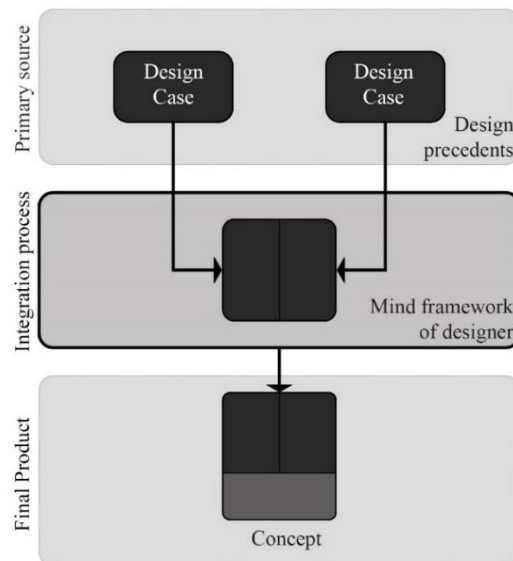 Primary source
Design
Case
Design
Case
Design
precedents
Integration process
Mind framework
of designer
Final Product
Concept